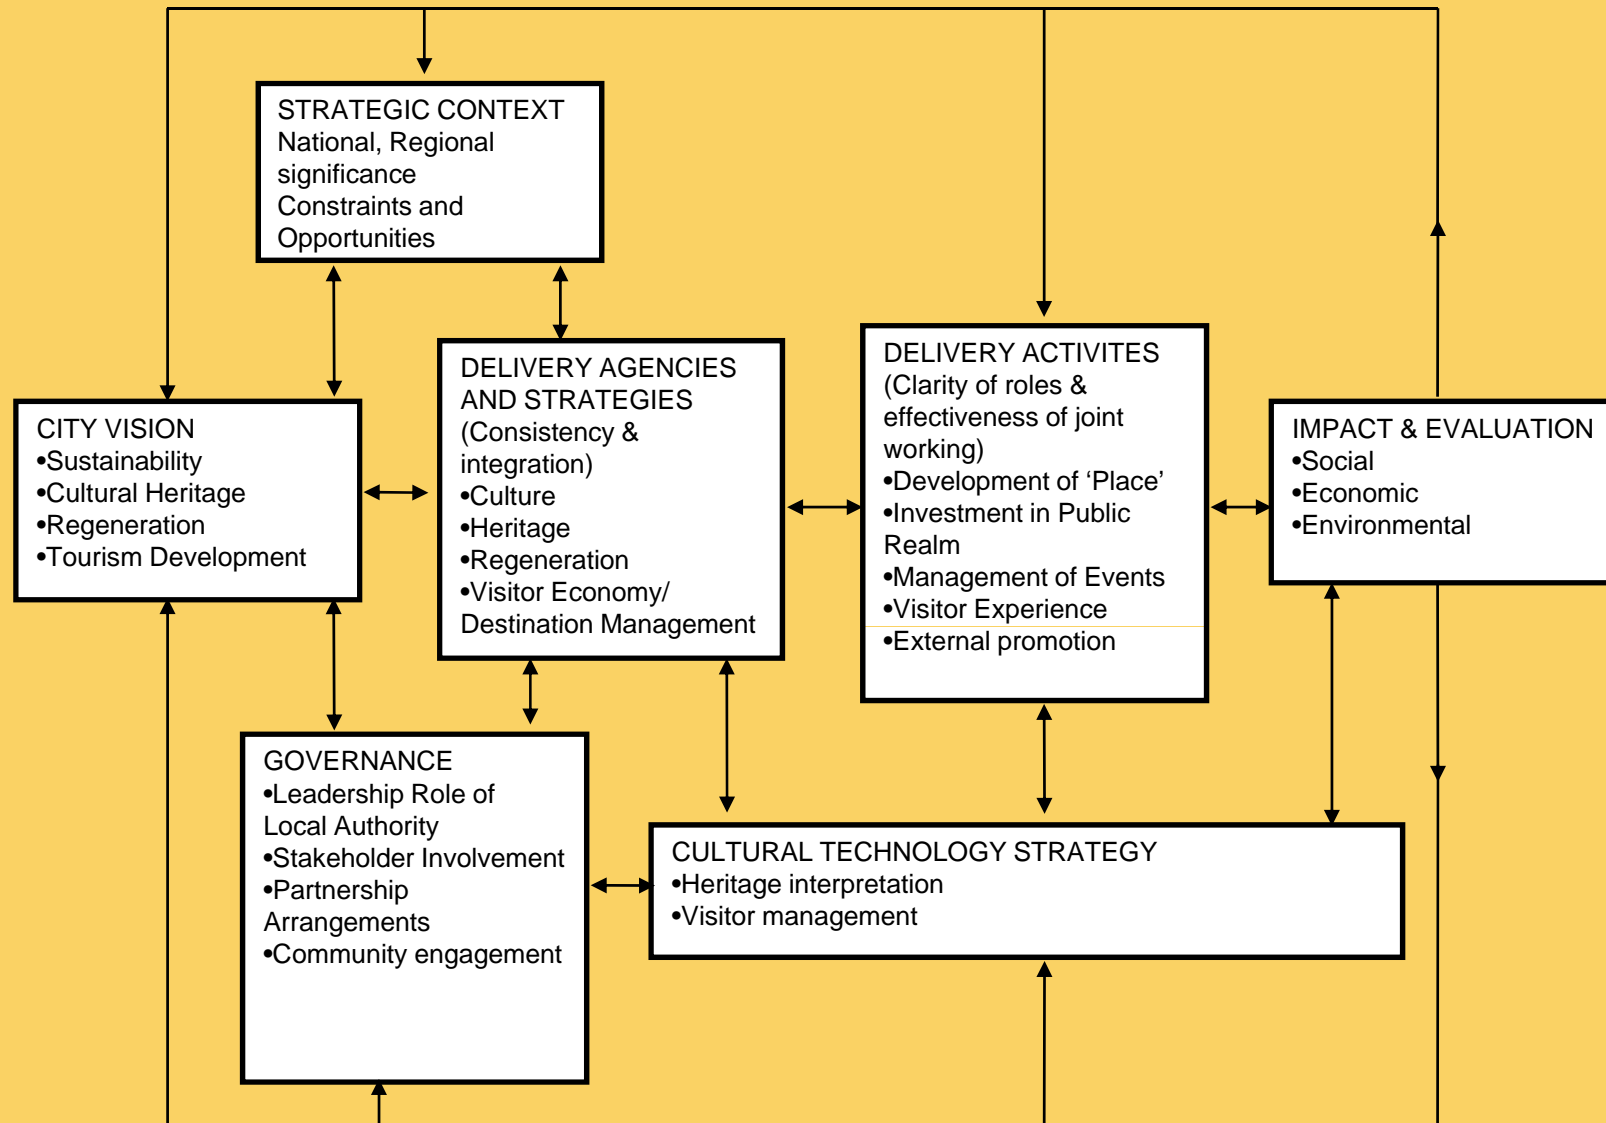 STRATEGIC CONTEXT
National, Regional
significance
Constraints and
Opportunities
CITY VISION
•Sustainability
•Cultural Heritage
•Regeneration
•Tourism Development
DELIVERY AGENCIES
AND STRATEGIES
(Consistency &
integration)
•Culture
•Heritage
•Regeneration
•Visitor Economy/
Destination Management
DELIVERY ACTIVITES
(Clarity of roles &
effectiveness of joint
working)
•Development of ‘Place’
•Investment in Public
Realm
•Management of Events
•Visitor Experience
•External promotion
IMPACT & EVALUATION
•Social
•Economic
•Environmental
GOVERNANCE
•Leadership Role of
Local Authority
•Stakeholder Involvement
•Partnership
Arrangements
•Community engagement
CULTURAL TECHNOLOGY STRATEGY
•Heritage interpretation
•Visitor management